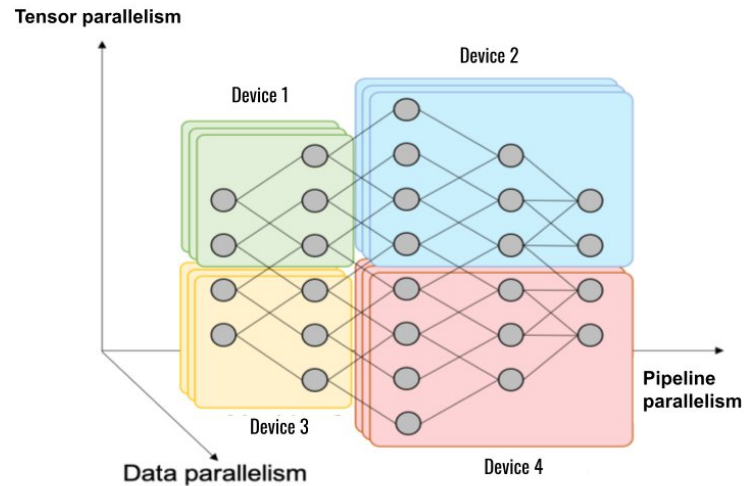 Tensor parallelism
Device 2
Device 1
Pipeline
parallelism
Device 3
Data parallelism
Device 4